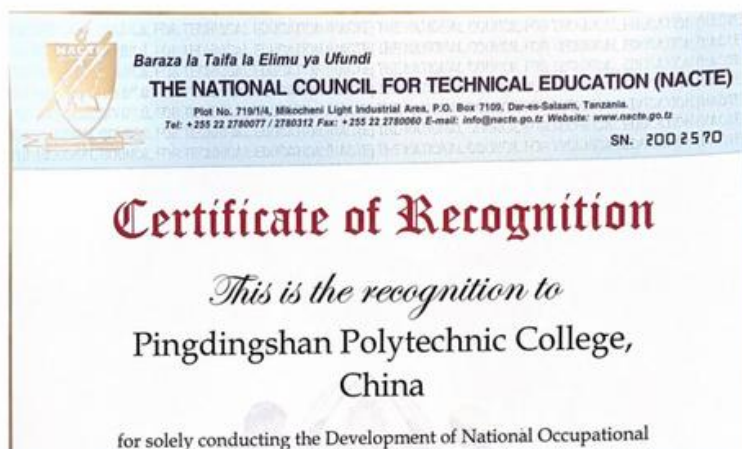 NACTE
Baraza la Taifa la Elimu ya Ufundi
THE NATIONAL COUNCIL FOR TECHNICAL EDUCATION (NACTE)
Plot No. 719/1/4, Mikocheni Light Industrial Area, P.O. Box 7109, Dar-es-Salaam, Tanzania.
Tel: +255 22 2780077 / 2780312 Fax: +255 22 2780060 E-mail: info@nacte.go.tz Website: www.nacte.go.tz
SN. 2002570
Certificate of Recognition
This is the recognition to
Pingdingshan Polytechnic College,
China
for solely conducting the Development of National Occupational